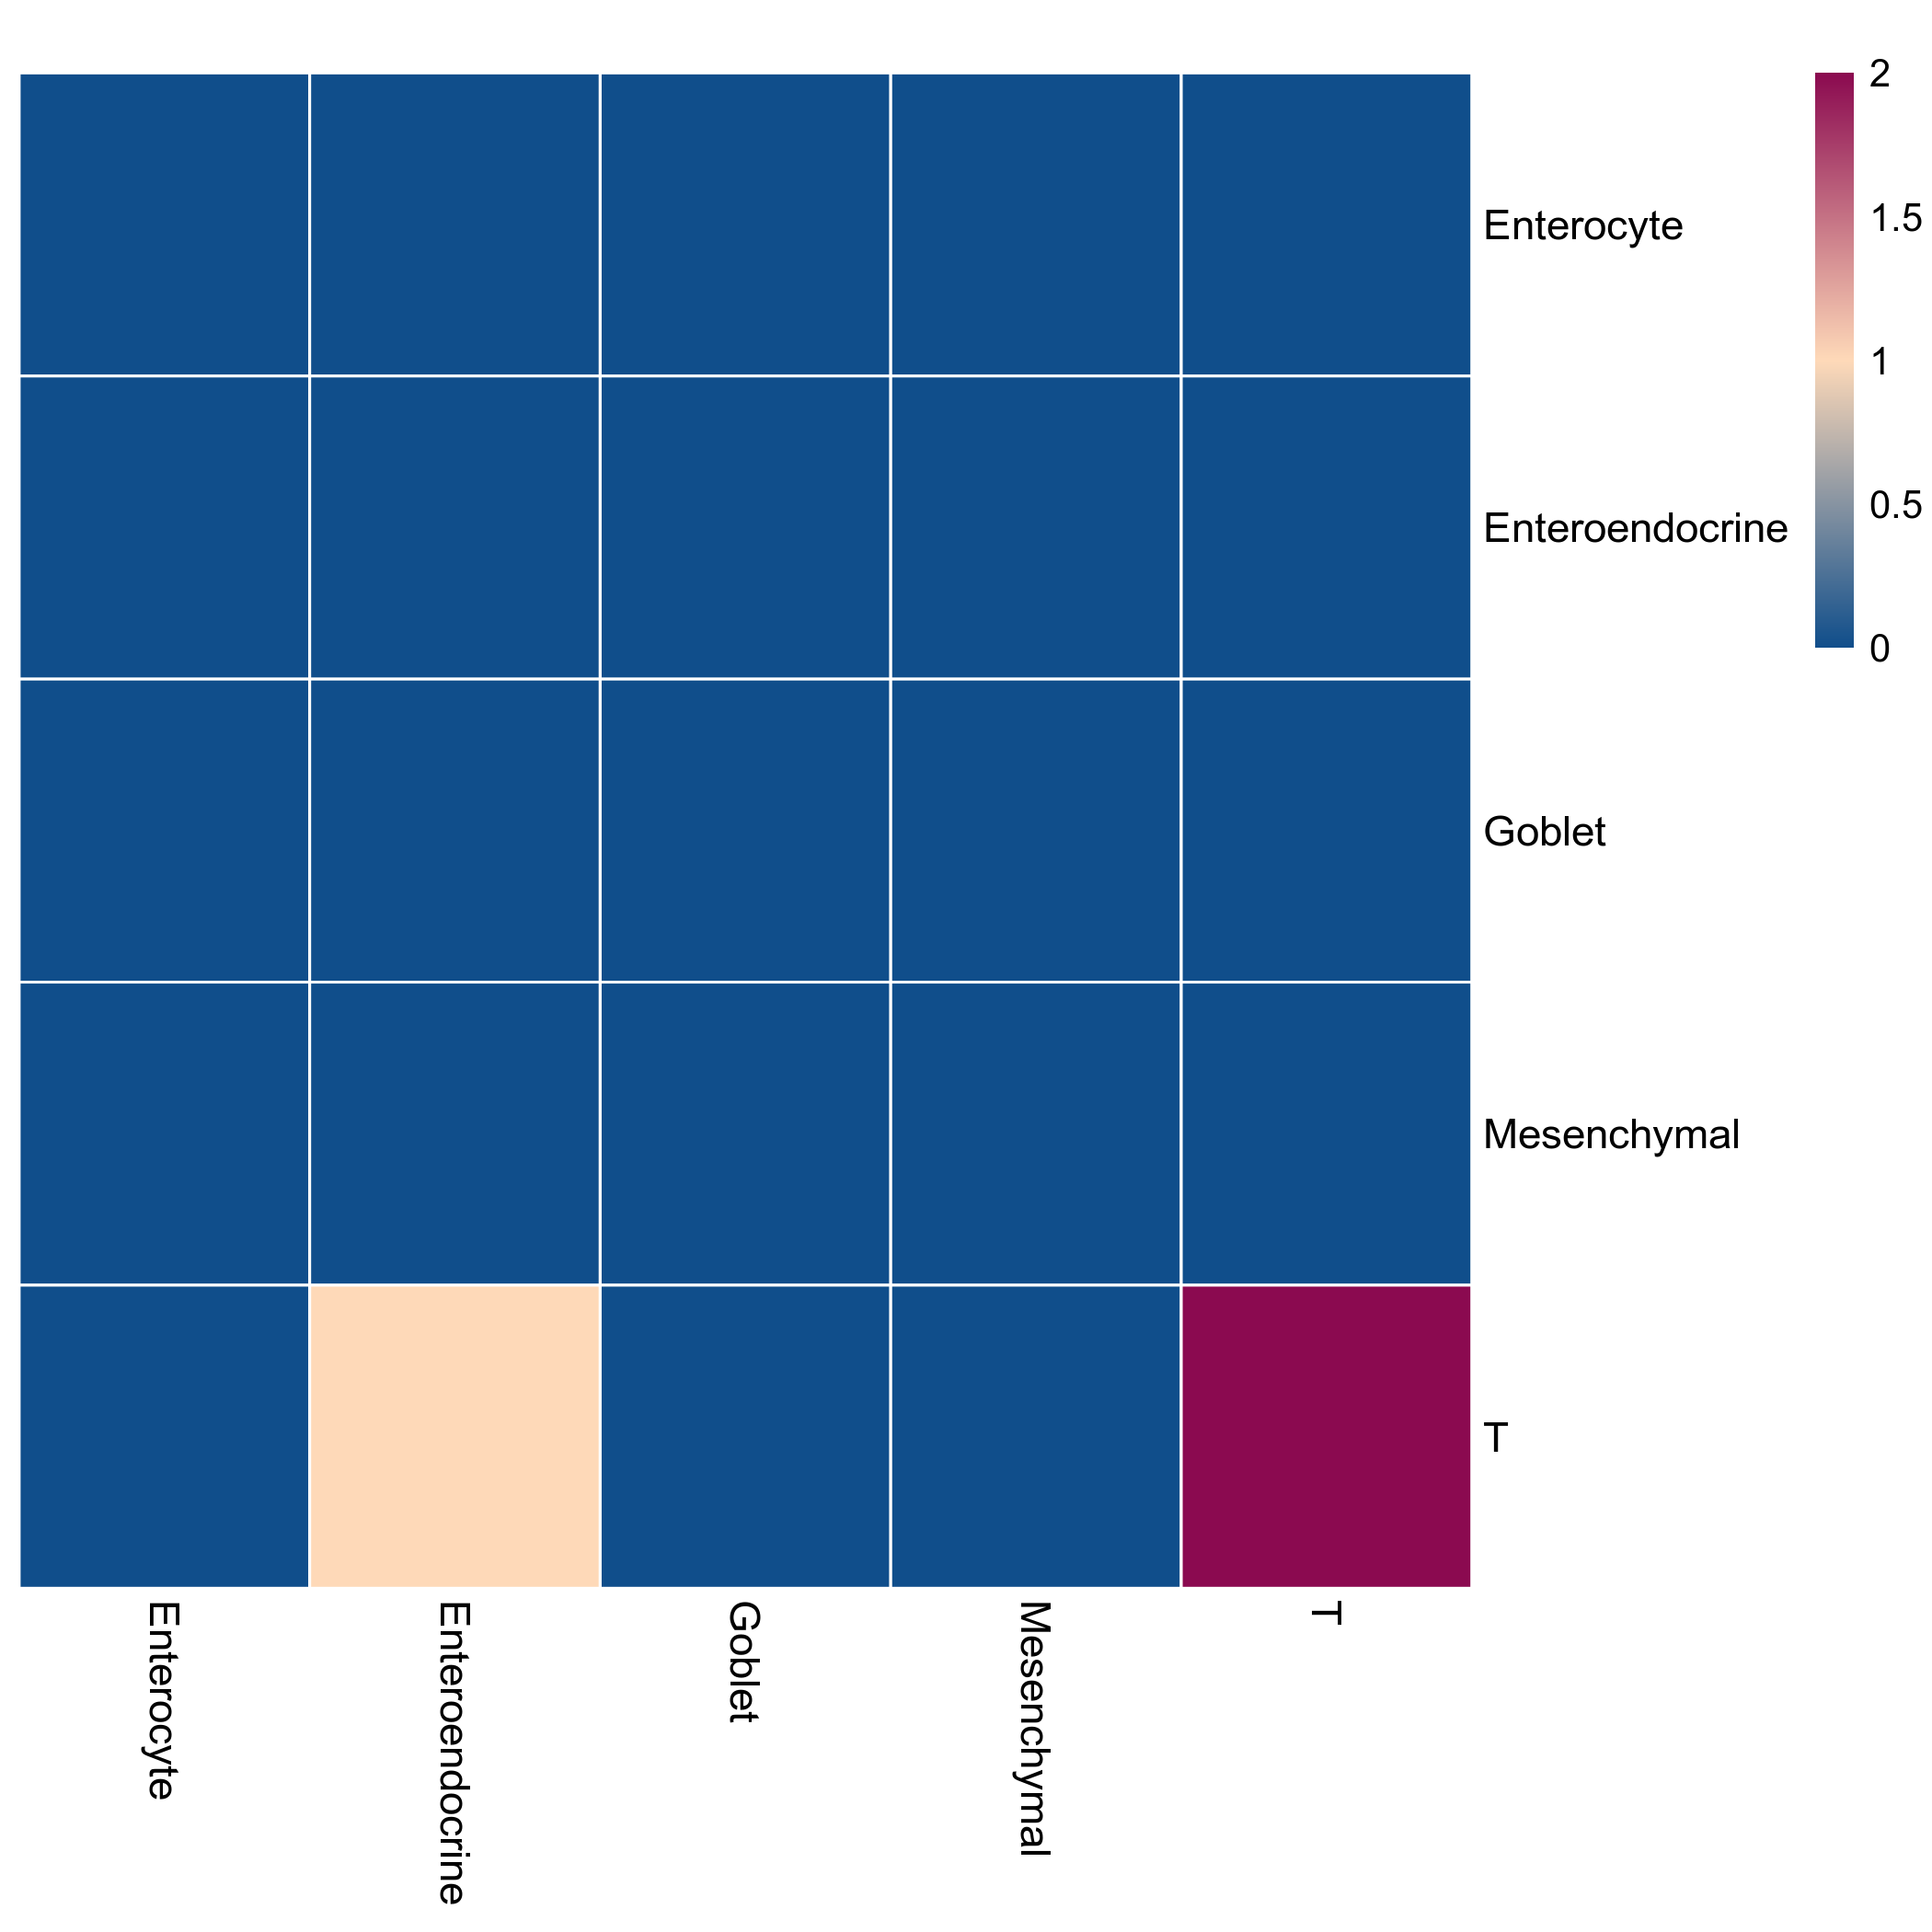 2
1.5
1
0.5
0
Enterocyte
Enteroendocrine
Goblet
Mesenchymal
T
Enterocyte
Enteroendocrine
Goblet
Mesenchymal
T